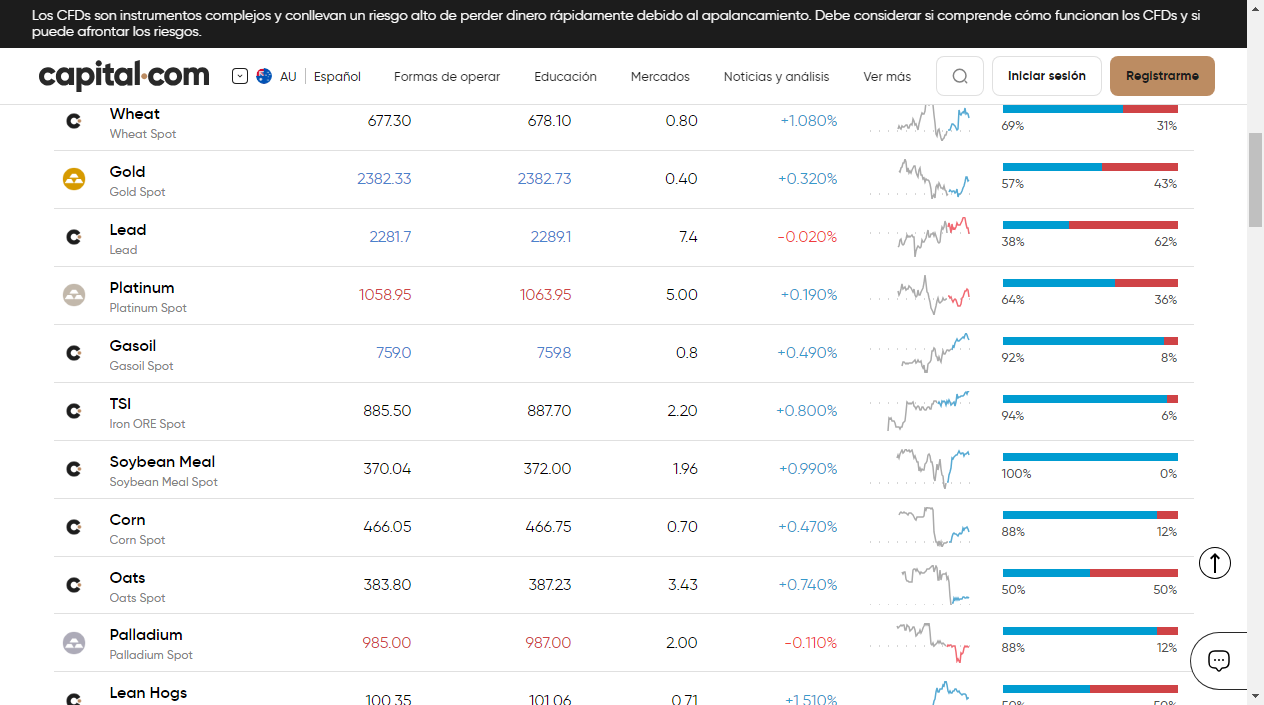 Los CFDs son instrumentos complejos y conllevan un riesgo alto de perder dinero rápidamente debido al apalancamiento. Debe considerar si comprende cómo funcionan los CFDs y si
puede afrontar los riesgos.
capital.com AU Español Formas de operar Educación Mercados Noticias y análisis Ver más Iniciar sesión Registrarme
Wheat 677.30 678.10 0.80 +1.080%
Wheat Spot 69% 31%
Gold 2382.33 2382.73 0.40 +0.320%
Gold Spot 57% 43%
Lead 2281.7 2289.1 7.4 -0.020%
Lead 38% 62%
Platinum 1058.95 1063.95 5.00 +0.190%
Platinum Spot 64% 36%
Gasoil 759.0 759.8 0.8 +0.490%
Gasoil Spot 92% 8%
TSI 885.50 887.70 2.20 +0.800%
Iron ORE Spot 94% 6%
Soybean Meal 370.04 372.00 1.96 +0.990%
Soybean Meal Spot 100% 0%
Corn 466.05 466.75 0.70 +0.470%
Corn Spot 88% 12%
Oats 383.80 387.23 3.43 +0.740%
Oats Spot 50% 50%
Palladium 985.00 987.00 2.00 -0.110%
Palladium Spot 88% 12%
Lean Hogs 100.35 101.06 0.71 +1.510%
50% 50%